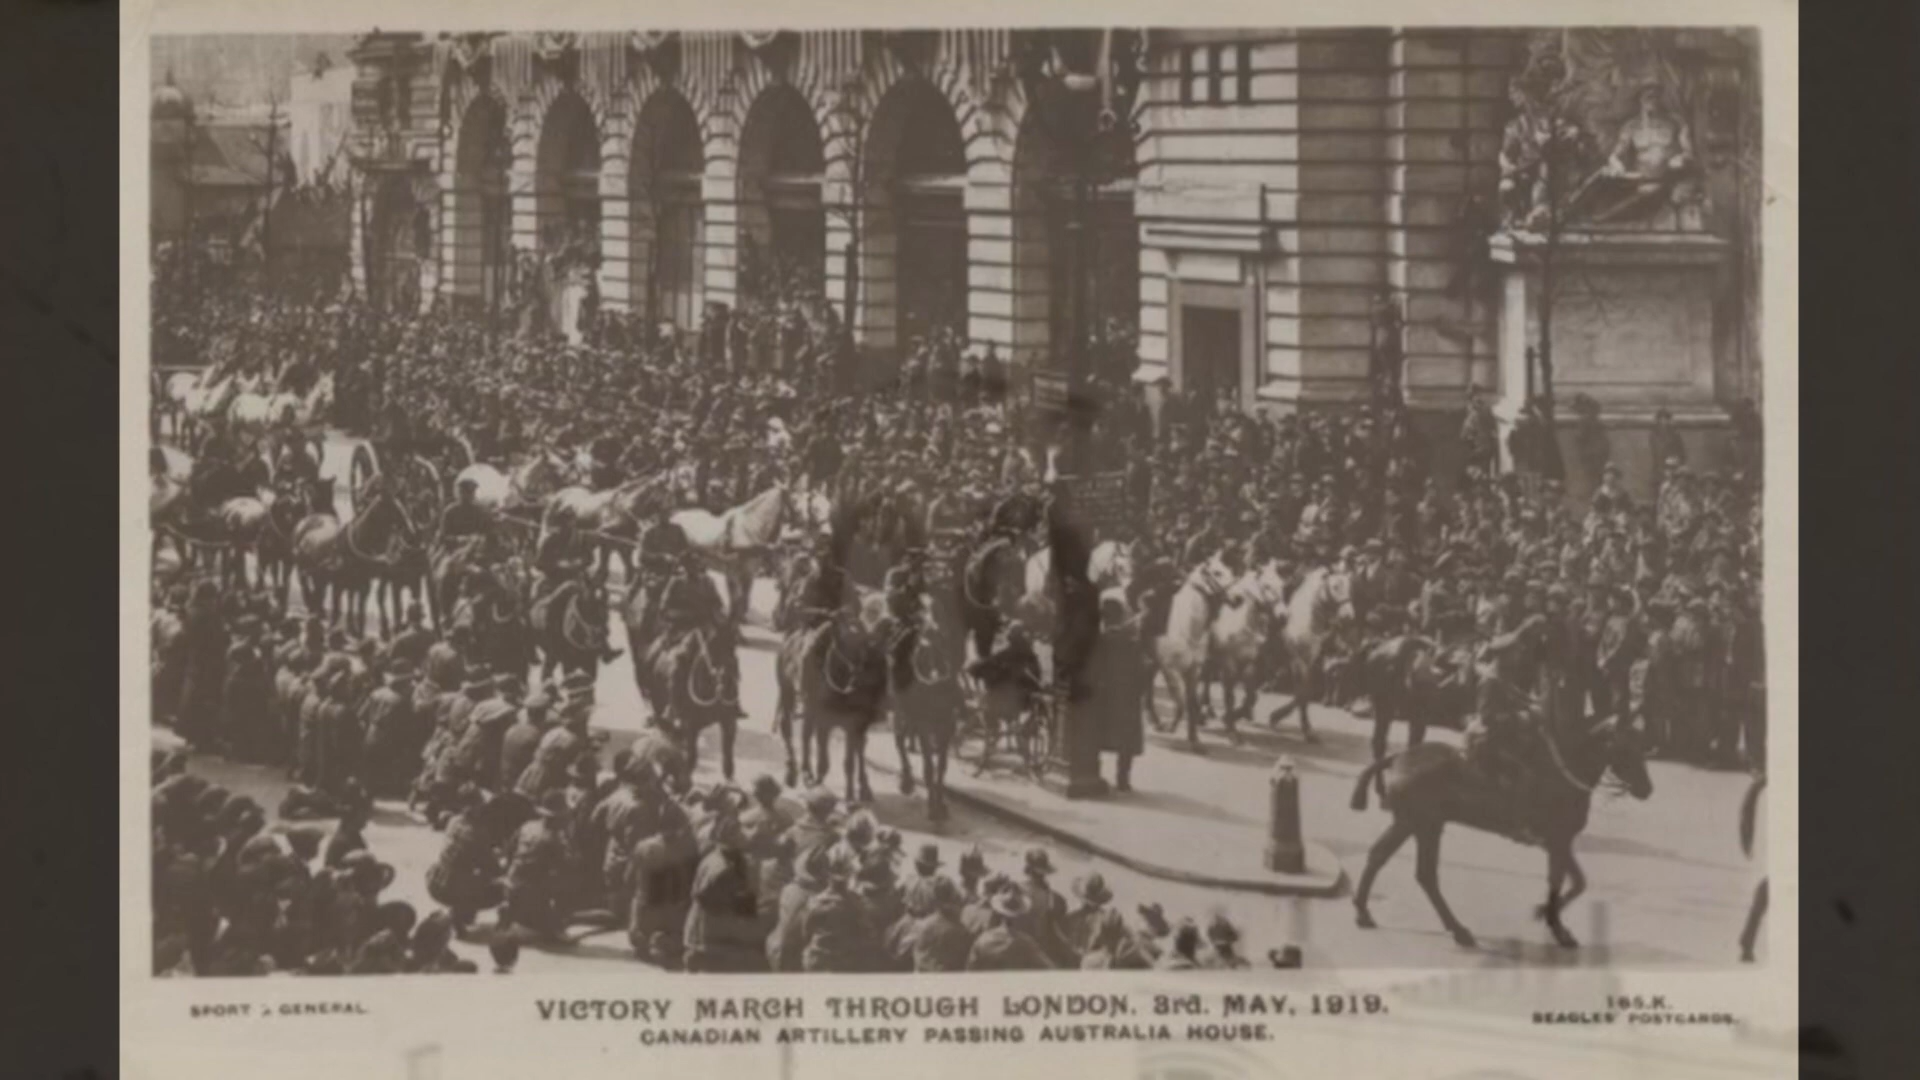 VICTORY MARCH THROUGH LONDON. 3rd. MAY, 1919.
CANADIAN ARTILLERY PASSING AUSTRALIA HOUSE.
SPORT & GENERAL.
165.K.
BEAGLES' POSTCARDS.